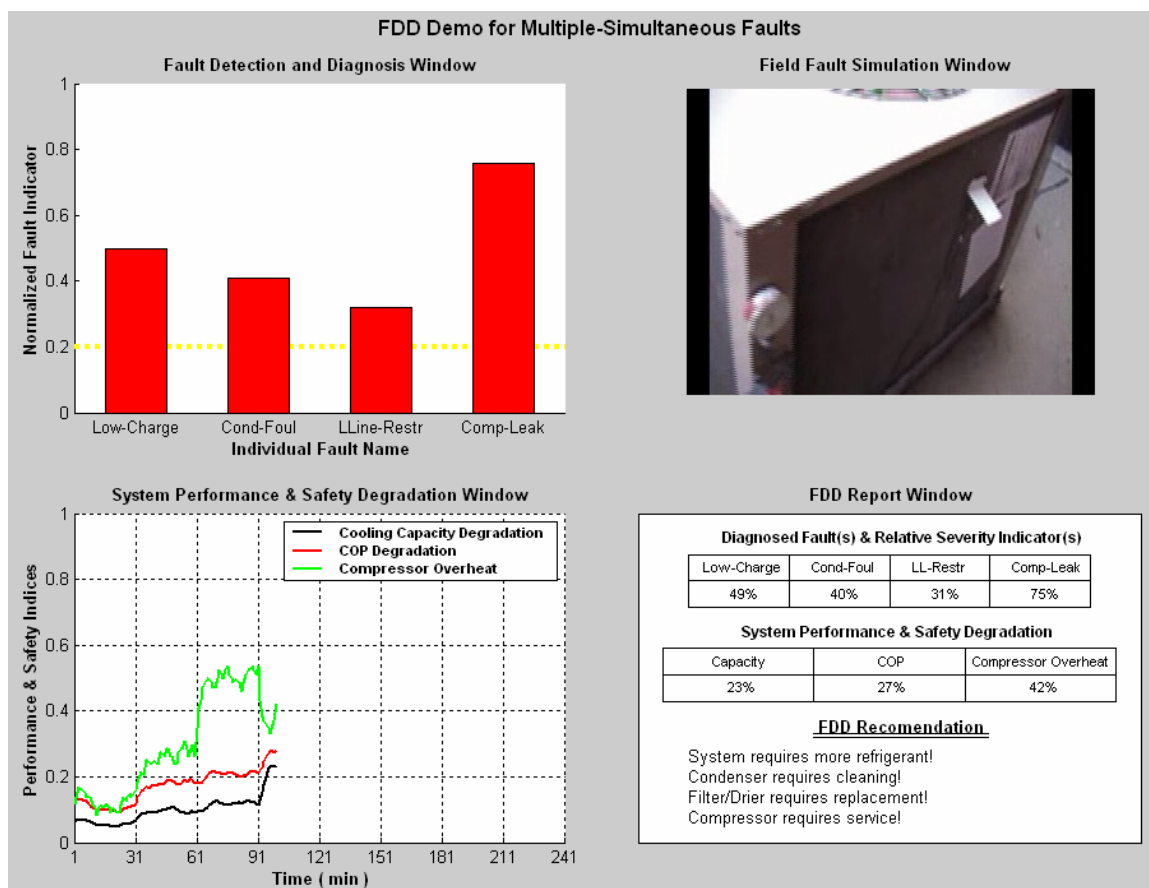 FDD Demo for Multiple-Simultaneous Faults
Fault Detection and Diagnosis Window
Normalized Fault Indicator
1
0.8
0.6
0.4
0.2
0
Low-Charge Cond-Foul LLine-Restr Comp-Leak
Individual Fault Name
Field Fault Simulation Window
System Performance & Safety Degradation Window
Performance & Safety Indices
1
0.8
0.6
0.4
0.2
0
Cooling Capacity Degradation
COP Degradation
Compressor Overheat
1 31 61 91 121 151 181 211 241
Time ( min )
FDD Report Window
Diagnosed Fault(s) & Relative Severity Indicator(s)
Low-Charge Cond-Foul LL-Restr Comp-Leak
49% 40% 31% 75%
System Performance & Safety Degradation
Capacity COP Compressor Overheat
23% 27% 42%
FDD Recomendation
System requires more refrigerant!
Condenser requires cleaning!
Filter/Drier requires replacement!
Compressor requires service!